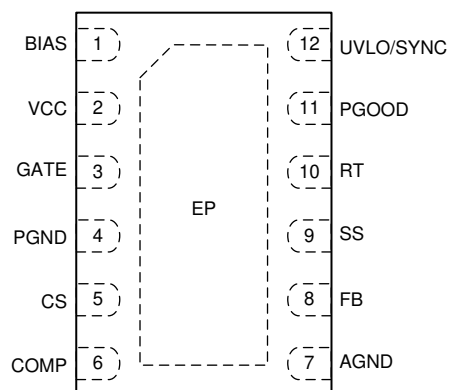 BIAS 1 12 UVLO/SYNC
VCC 2 11 PGOOD
GATE 3 10 RT
EP
PGND 4 9 SS
CS 5 8 FB
COMP 6 7 AGND